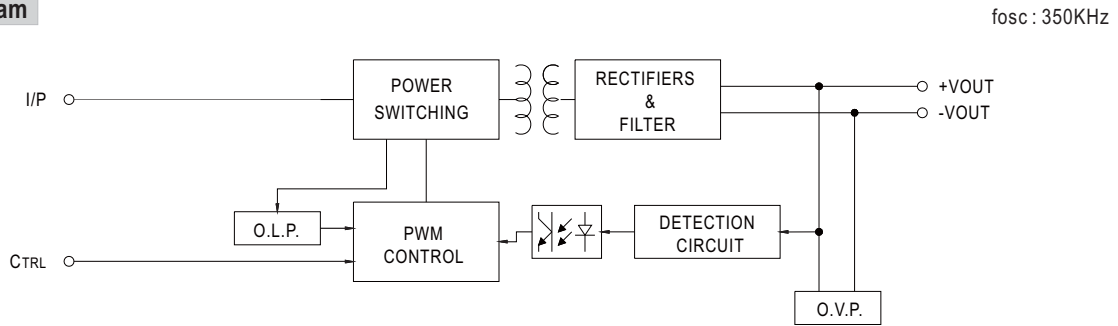 am
fosc : 350KHz
I/P
POWER
SWITCHING
RECTIFIERS
&
FILTER
+VOUT
-VOUT
O.L.P.
PWM
CONTROL
DETECTION
CIRCUIT
CTRL
O.V.P.